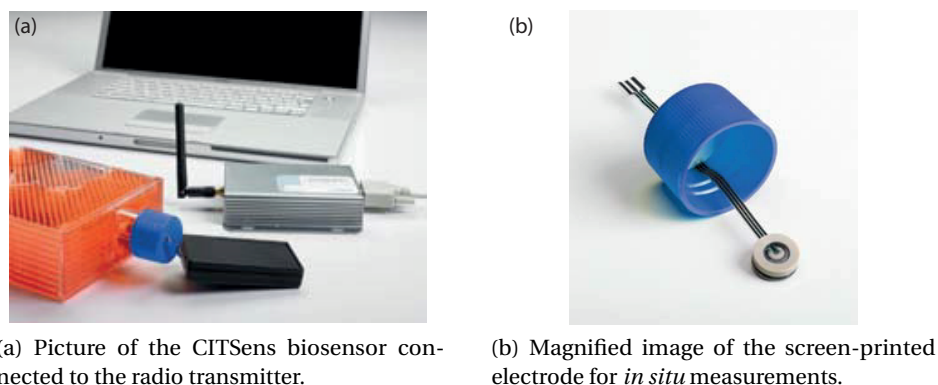 (a)
(b)
(a) Picture of the CITSens biosensor con-
nected to the radio transmitter.
(b) Magnified image of the screen-printed
electrode for in situ measurements.